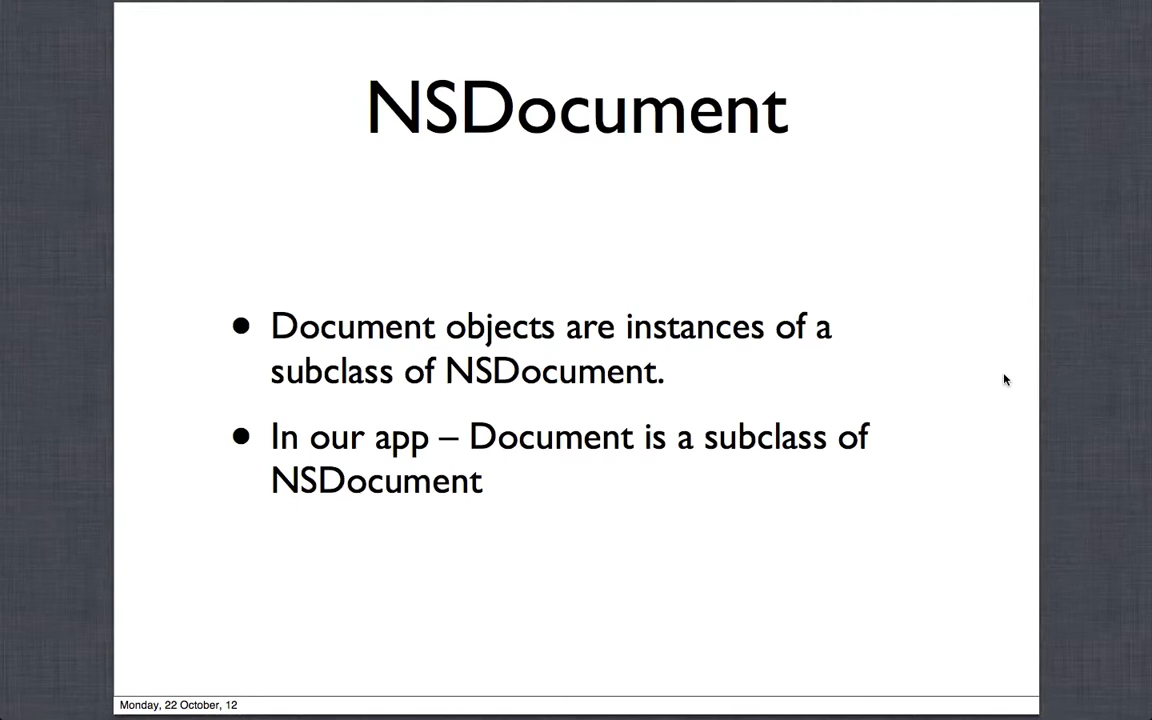 NSDocument
• Document objects are instances of a
subclass of NSDocument.
• In our app – Document is a subclass of
NSDocument
Monday, 22 October, 12